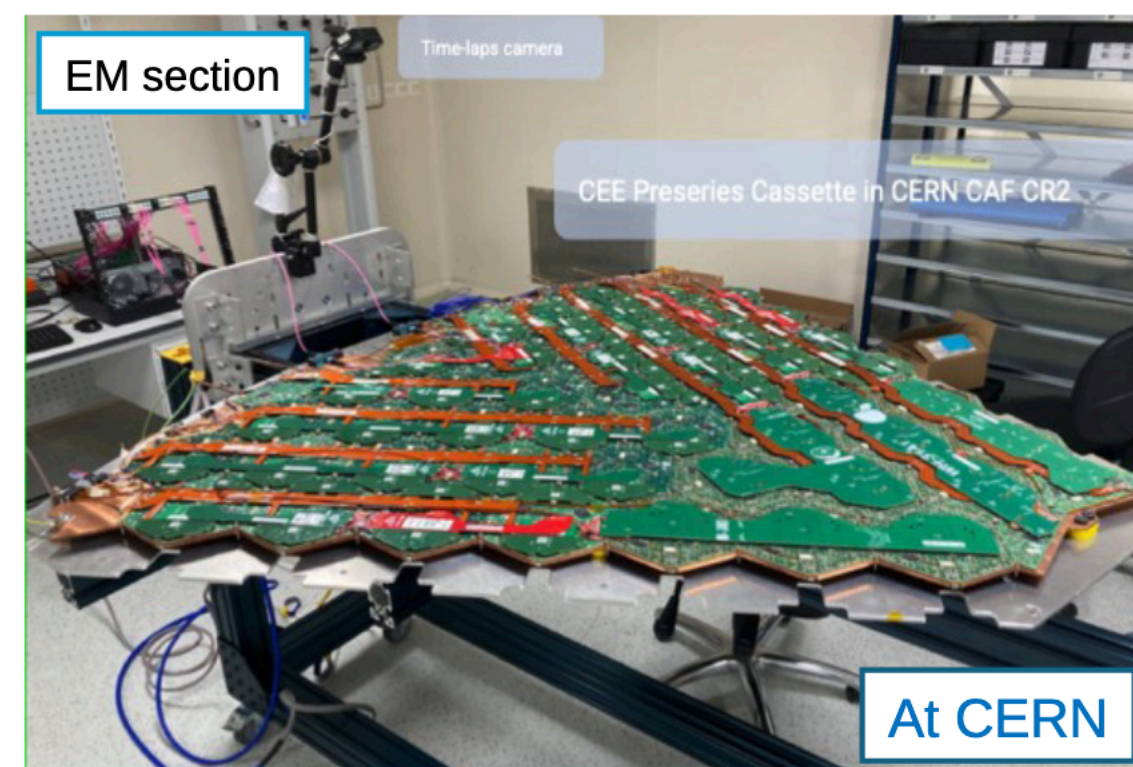 EM section
Time-laps camera
CEE Preseries Cassette in CERN CAF CR2
At CERN